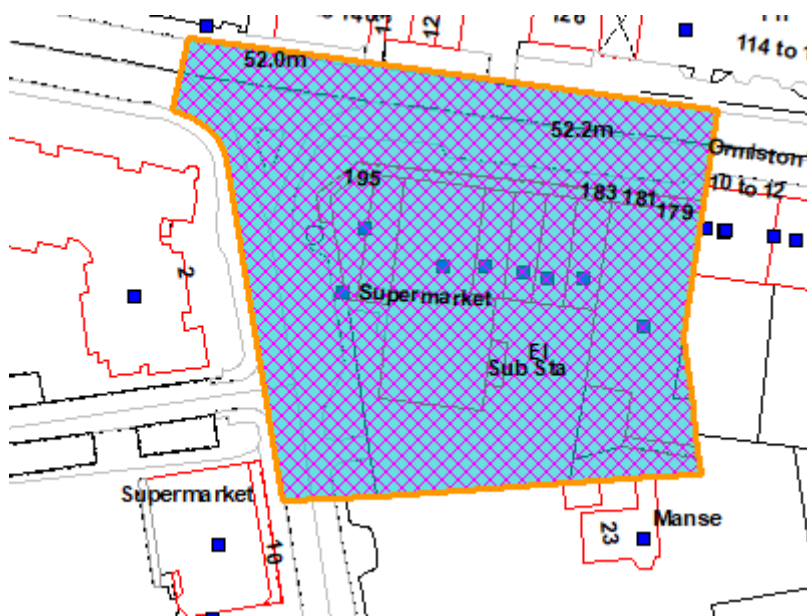 12
114 to 1
52.0m
52.2m
Ormiston
10 to 12
195
183
181
179
2
Supermarket
El
Sub Sta
Supermarket
10
23
Manse